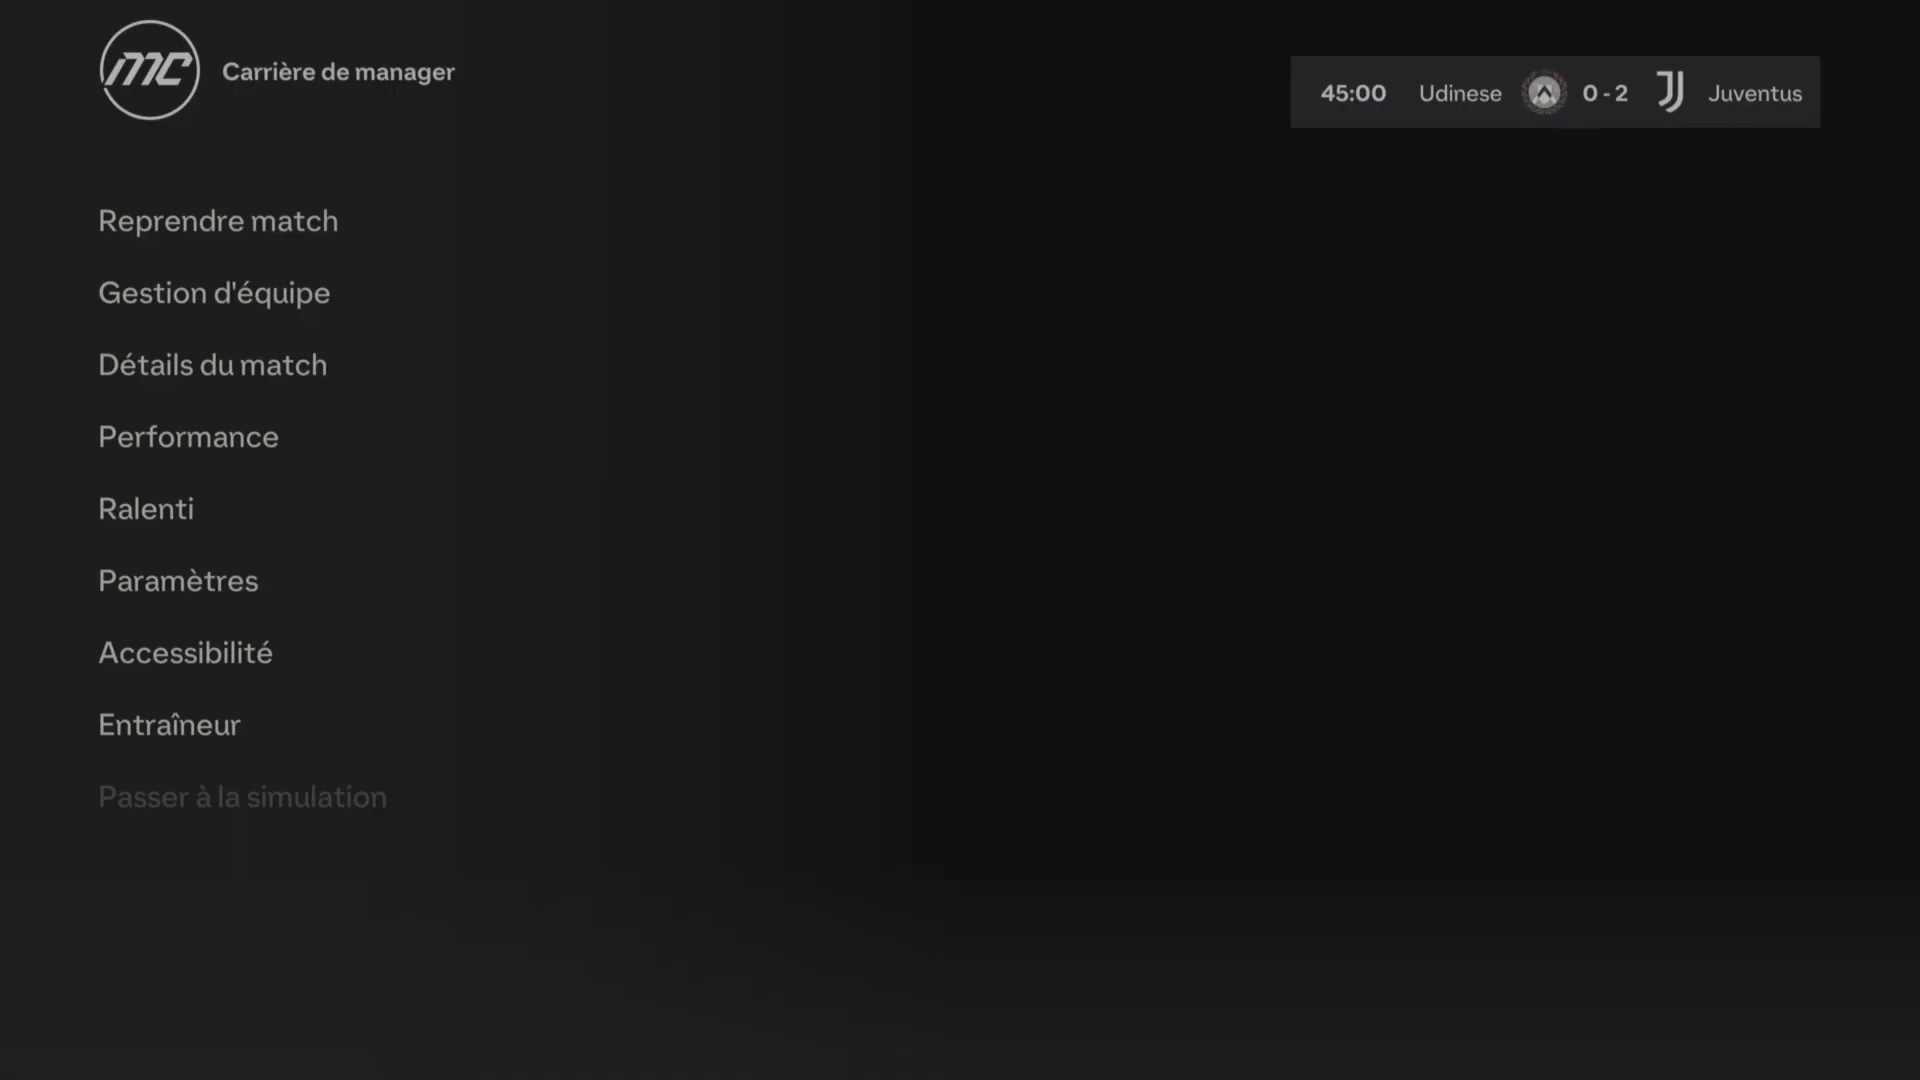 MC Carrière de manager
45:00 Udinese 0 - 2 Juventus
Reprendre match
Gestion d'équipe
Détails du match
Performance
Ralenti
Paramètres
Accessibilité
Entraîneur
Passer à la simulation